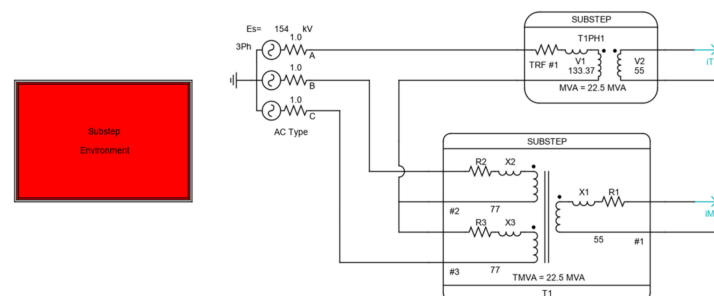 Substep
Environment
Es= 154 kV
3Ph
1.0
A
1.0
B
1.0
C
AC Type
SUBSTEP
T1PH1
TRF #1
V1
133.37
V2
55
MVA = 22.5 MVA
IT
SUBSTEP
R2 X2
#2 77
R3 X3
#3 77
X1 R1
55 #1
TMVA = 22.5 MVA
T1
IM